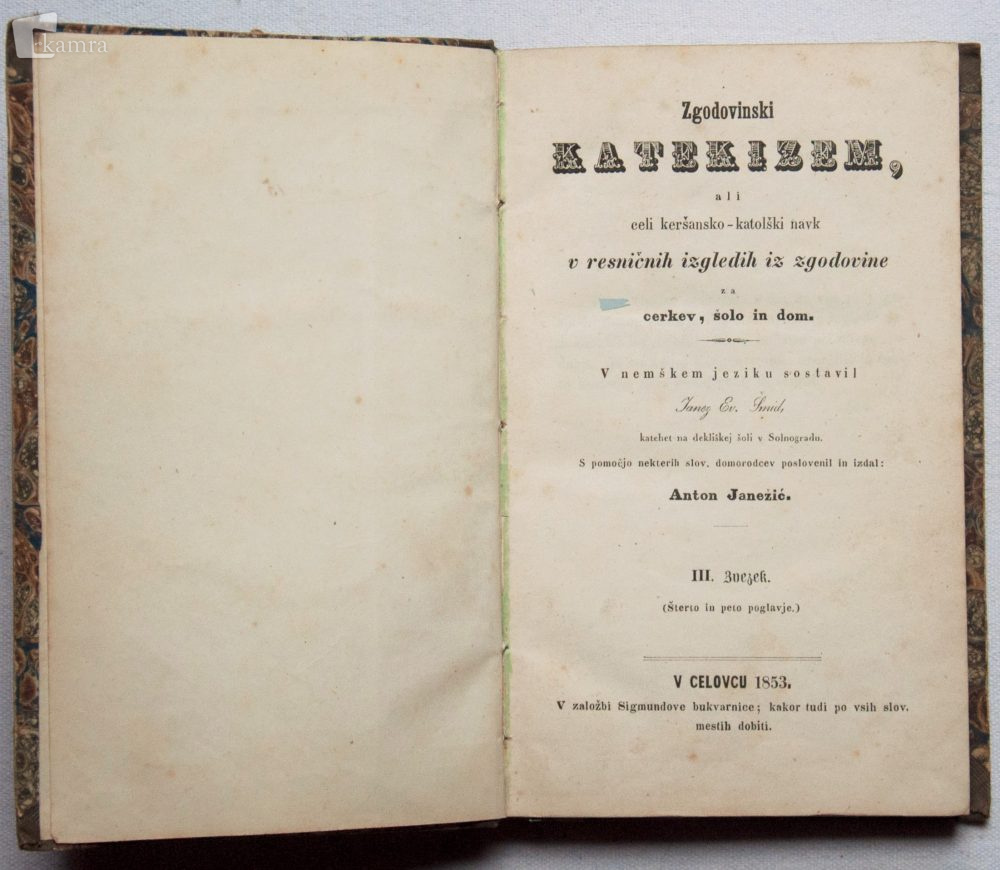 kamra
Zgodovinski
KATEKIZEM,
ali
celi keršansko-katolški navk
v resničnih izgledih iz zgodovine
za
cerkev, šolo in dom.
V nemškem jeziku sostavil
Janez Ev. Šmid,
katehet na dekliškej šoli v Solnogradu.
S pomočjo nekterih slov. domorodcev poslovenil in izdal:
Anton Janežić.
III. Zvezek.
(Šterto in peto poglavje.)
V CELOVCU 1853.
V založbi Sigmundove bukvarnice; kakor tudi po vsih slov.
mestih dobiti.